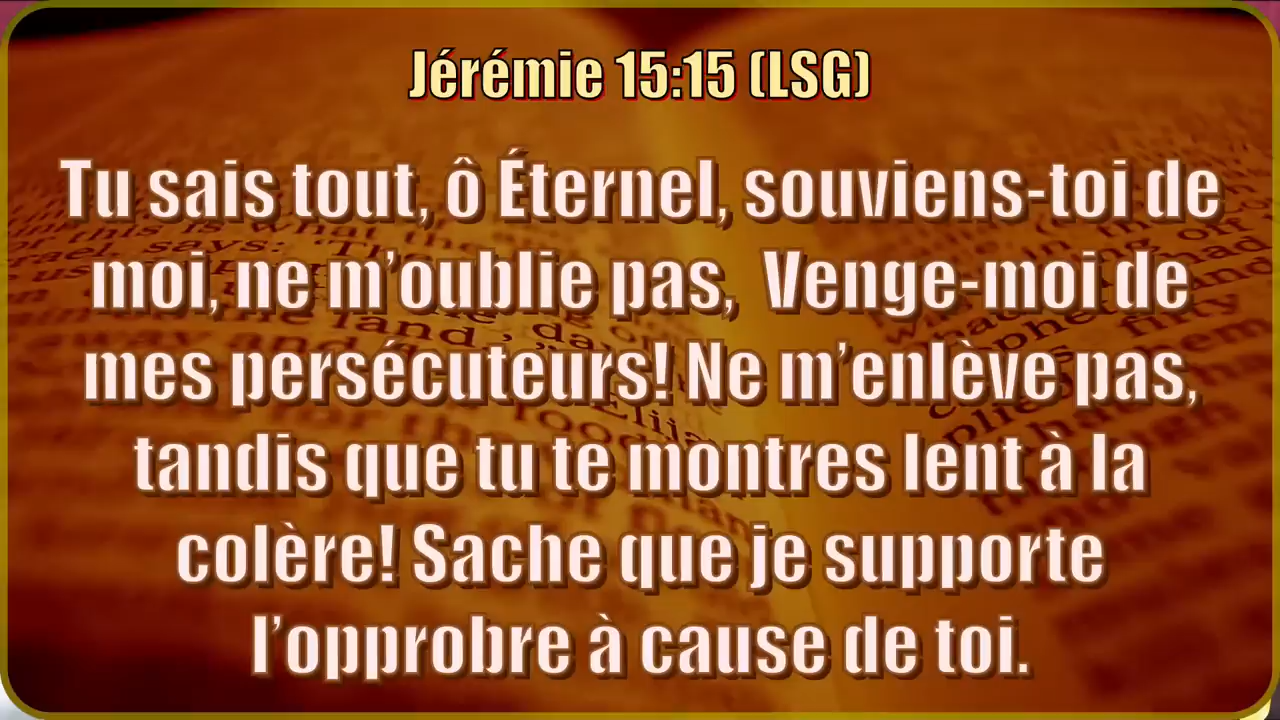 Jérémie 15:15 (LSG)
Tu sais tout, ô Éternel, souviens-toi de
moi, ne m’oublie pas,  Venge-moi de
mes persécuteurs! Ne m’enlève pas,
tandis que tu te montres lent à la
colère! Sache que je supporte
l’opprobre à cause de toi.